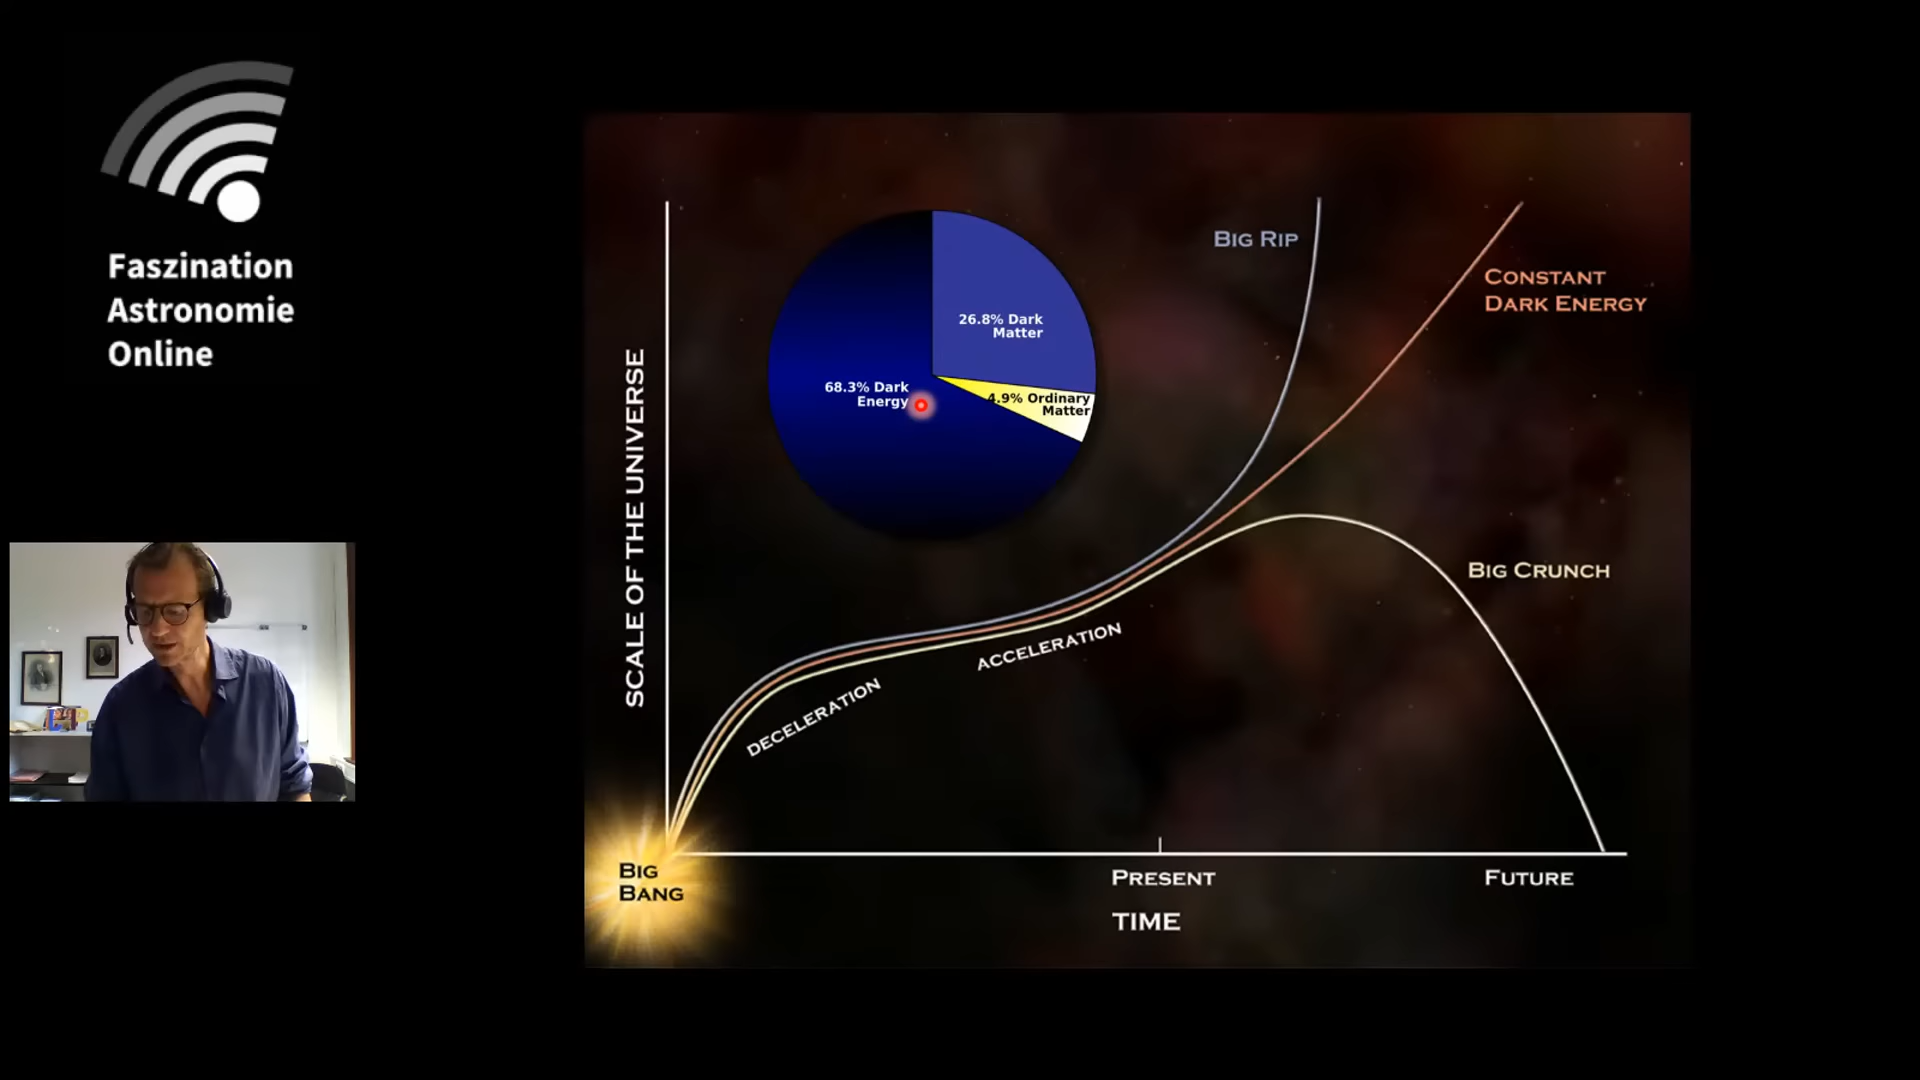 Faszination
Astronomie
Online
SCALE OF THE UNIVERSE
26.8% Dark
Matter
68.3% Dark
Energy
4.9% Ordinary
Matter
BIG RIP
CONSTANT
DARK ENERGY
BIG CRUNCH
ACCELERATION
DECELERATION
BIG
BANG
PRESENT
FUTURE
TIME